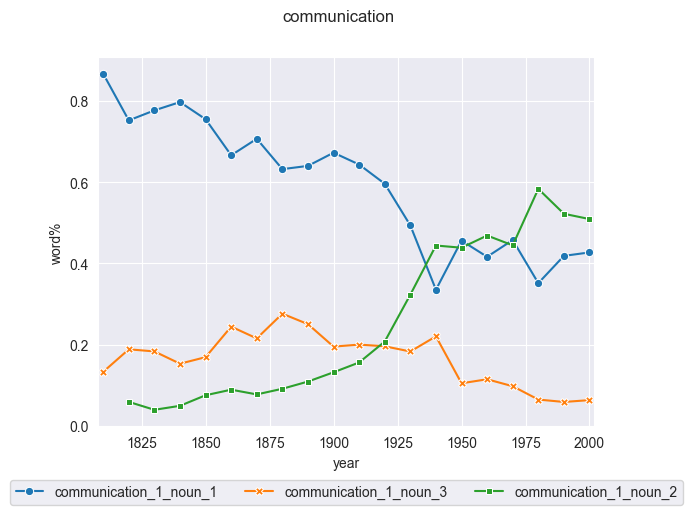 communication
0.8
0.6
0.4
0.2
0.0
word%
1825 1850 1875 1900 1925 1950 1975 2000
year
communication_1_noun_1 communication_1_noun_3 communication_1_noun_2